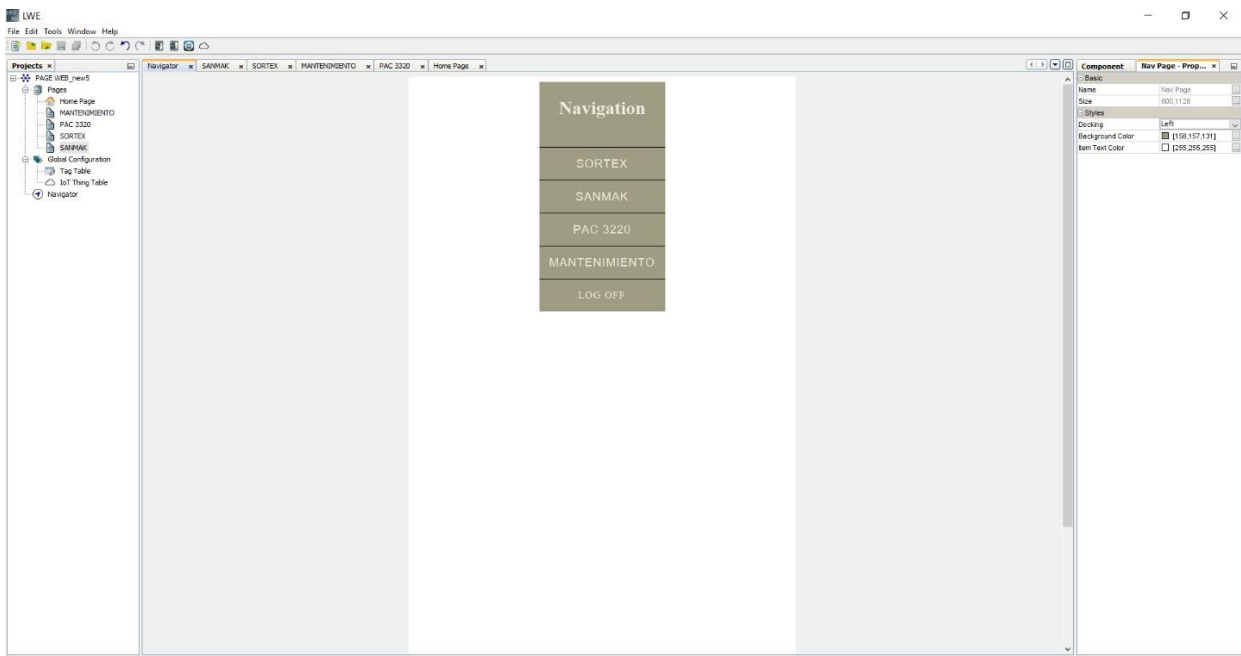 LWE
File Edit Tools Window Help
Projects
Navigator SANMAK SORTEX MANTENIMIENTO PAC 3320 Home Page
Component Nav Page - Prop...
PAGE WEB_new5
Pages
Home Page
MANTENIMIENTO
PAC 3320
SORTEX
SANMAK
Global Configuration
Tag Table
IoT Thing Table
Navigator
Navigation
SORTEX
SANMAK
PAC 3220
MANTENIMIENTO
LOG OFF
Basic
Name Nav Page
Size 600,1128
Styles
Docking Left
Background Color [158,157,131]
Item Text Color [255,255,255]